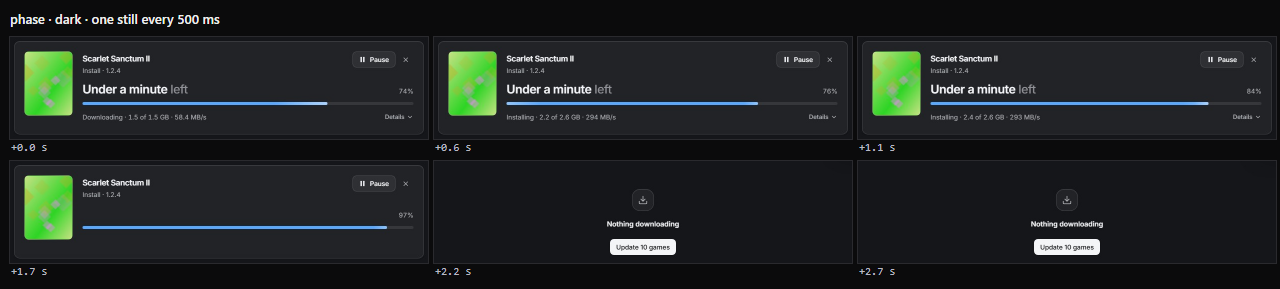 phase · dark · one still every 500 ms
Scarlet Sanctum II
Pause
Install · 1.2.4
Under a minute left
74%
Downloading · 1.5 of 1.5 GB · 58.4 MB/s
Details
+0.0 s
Scarlet Sanctum II
Pause
Install · 1.2.4
Under a minute left
76%
Installing · 2.2 of 2.6 GB · 294 MB/s
Details
+0.6 s
Scarlet Sanctum II
Pause
Install · 1.2.4
Under a minute left
84%
Installing · 2.4 of 2.6 GB · 293 MB/s
Details
+1.1 s
Scarlet Sanctum II
Pause
Install · 1.2.4
97%
+1.7 s
Nothing downloading
Update 10 games
+2.2 s
Nothing downloading
Update 10 games
+2.7 s